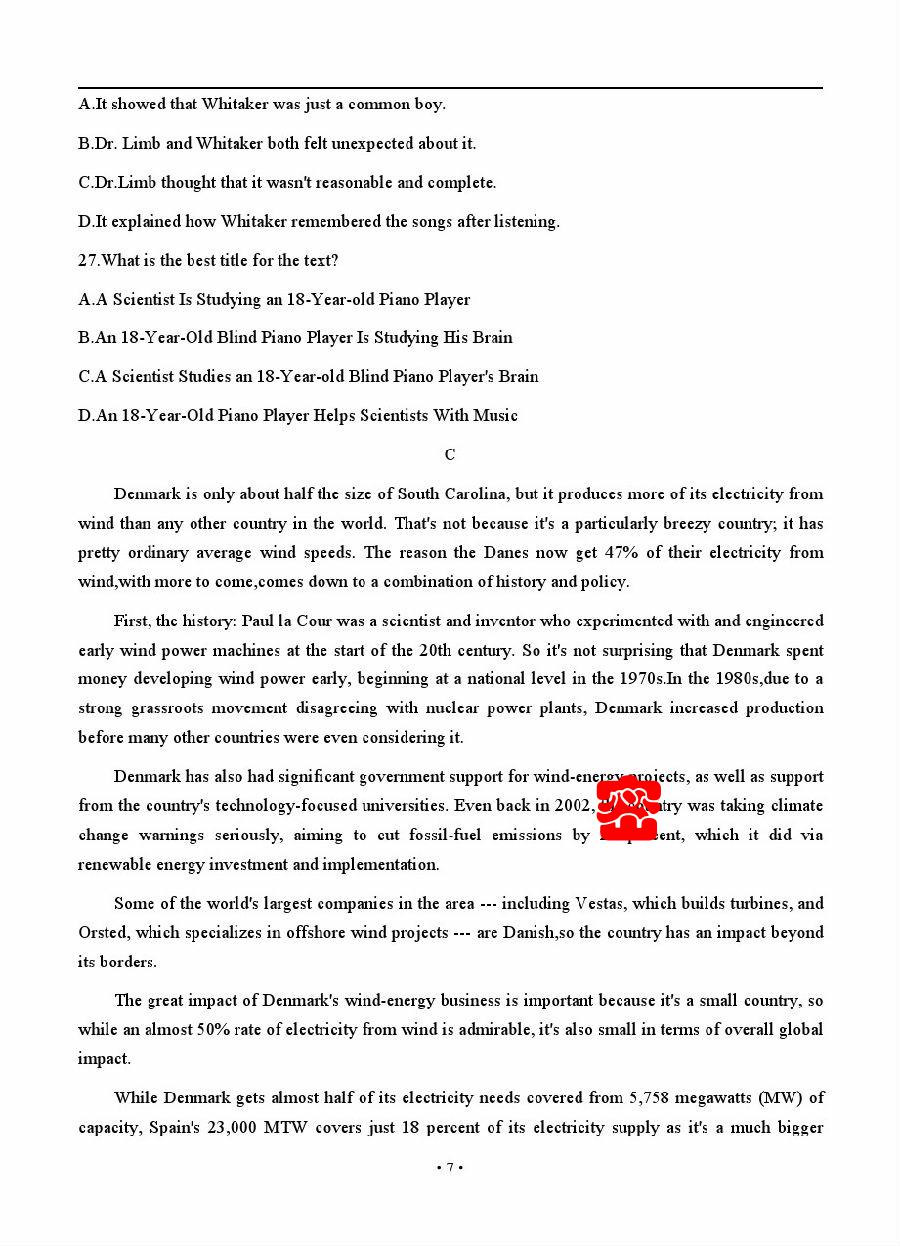 A.It showed that Whitaker was just a common boy.
B.Dr. Limb and Whitaker both felt unexpected about it.
C.Dr.Limb thought that it wasn't reasonable and complete.
D.It explained how Whitaker remembered the songs after listening.
27.What is the best title for the text?
A.A Scientist Is Studying an 18-Year-old Piano Player
B.An 18-Year-Old Blind Piano Player Is Studying His Brain
C.A Scientist Studies an 18-Year-old Blind Piano Player's Brain
D.An 18-Year-Old Piano Player Helps Scientists With Music
C
Denmark is only about half the size of South Carolina, but it produces more of its electricity from
wind than any other country in the world. That's not because it's a particularly breezy country; it has
pretty ordinary average wind speeds. The reason the Danes now get 47% of their electricity from
wind,with more to come,comes down to a combination of history and policy.
First, the history: Paul la Cour was a scientist and inventor who experimented with and engineered
early wind power machines at the start of the 20th century. So it's not surprising that Denmark spent
money developing wind power early, beginning at a national level in the 1970s.In the 1980s,due to a
strong grassroots movement disagreeing with nuclear power plants, Denmark increased production
before many other countries were even considering it.
Denmark has also had significant government support for wind-energy projects, as well as support
from the country's technology-focused universities. Even back in 2002, was taking climate
change warnings seriously, aiming to cut fossil-fuel emissions by which it did via
renewable energy investment and implementation.
Some of the world's largest companies in the area --- including Vestas, which builds turbines, and
Orsted, which specializes in offshore wind projects --- are Danish,so the country has an impact beyond
its borders.
The great impact of Denmark's wind-energy business is important because it's a small country, so
while an almost 50% rate of electricity from wind is admirable, it's also small in terms of overall global
impact.
While Denmark gets almost half of its electricity needs covered from 5,758 megawatts (MW) of
capacity, Spain's 23,000 MTW covers just 18 percent of its electricity supply as it's a much bigger
• 7 •